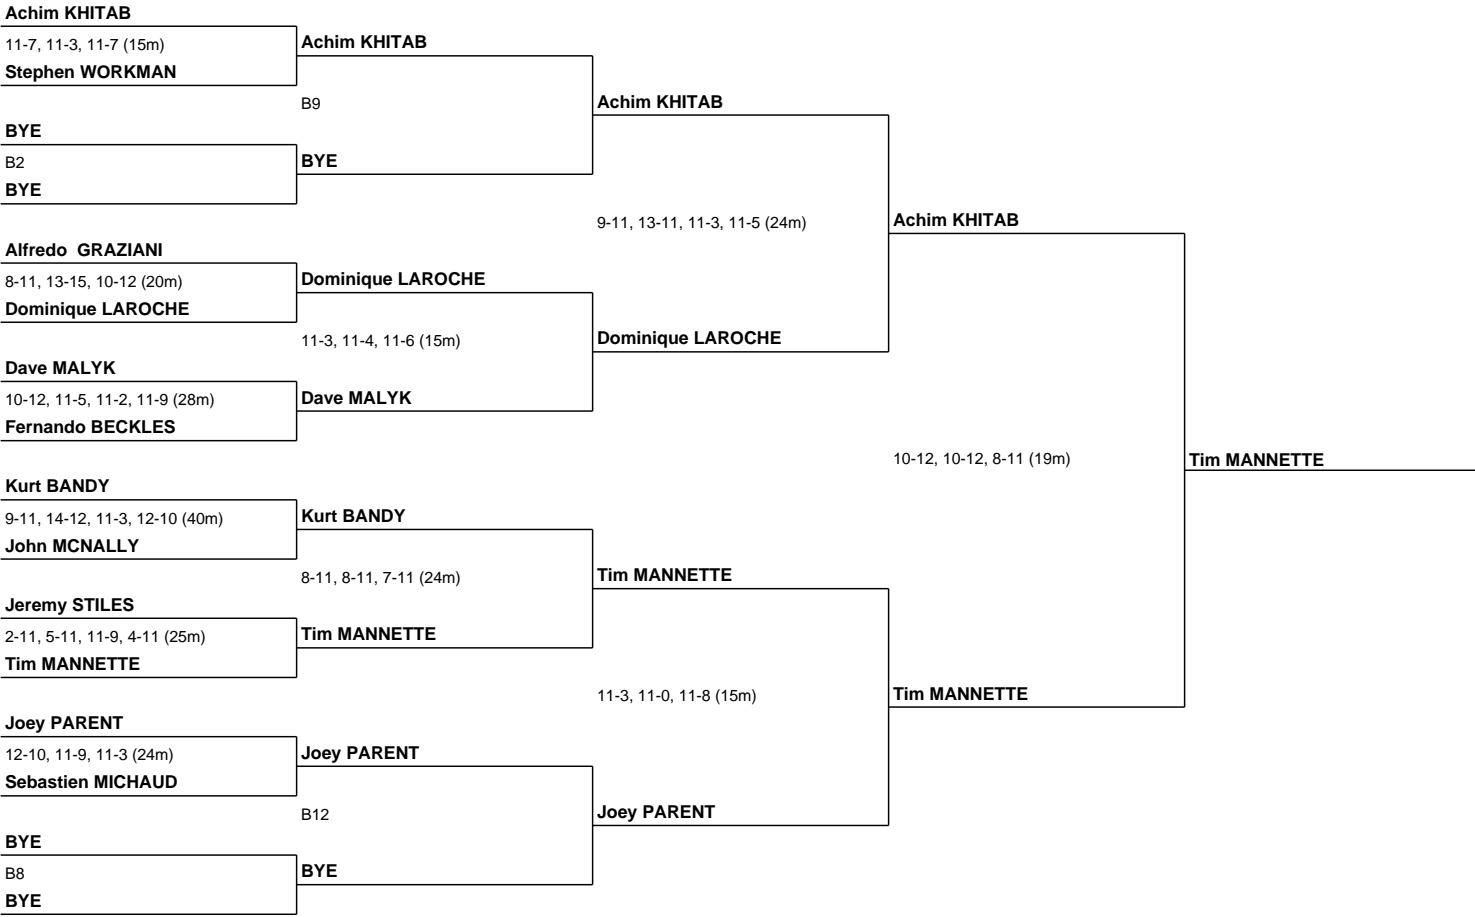 Achim KHITAB
11-7, 11-3, 11-7 (15m)
Stephen WORKMAN
BYE
B2
BYE
Alfredo  GRAZIANI
8-11, 13-15, 10-12 (20m)
Dominique LAROCHE
Dave MALYK
10-12, 11-5, 11-2, 11-9 (28m)
Fernando BECKLES
Kurt BANDY
9-11, 14-12, 11-3, 12-10 (40m)
John MCNALLY
Jeremy STILES
2-11, 5-11, 11-9, 4-11 (25m)
Tim MANNETTE
Joey PARENT
12-10, 11-9, 11-3 (24m)
Sebastien MICHAUD
BYE
B8
BYE
Achim KHITAB
B9
BYE
Dominique LAROCHE
11-3, 11-4, 11-6 (15m)
Dave MALYK
Kurt BANDY
8-11, 8-11, 7-11 (24m)
Tim MANNETTE
Joey PARENT
B12
BYE
Achim KHITAB
9-11, 13-11, 11-3, 11-5 (24m)
Dominique LAROCHE
Tim MANNETTE
11-3, 11-0, 11-8 (15m)
Joey PARENT
Achim KHITAB
10-12, 10-12, 8-11 (19m)
Tim MANNETTE
Tim MANNETTE